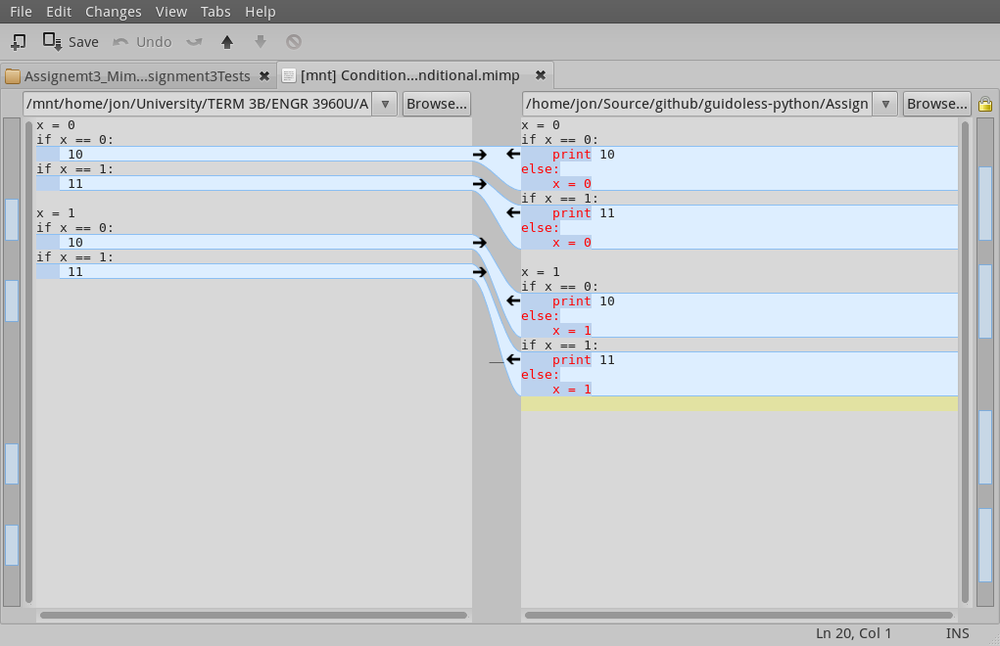 File Edit Changes View Tabs Help
Save Undo
Assignemt3_Mim...signment3Tests [mnt] Condition...nditional.mimp
/mnt/home/jon/University/TERM 3B/ENGR 3960U/A Browse... /home/jon/Source/github/guidoless-python/Assign Browse...
x = 0
if x == 0:
    10
if x == 1:
    11
x = 1
if x == 0:
    10
if x == 1:
    11
x = 0
if x == 0:
    print 10
else:
    x = 0
if x == 1:
    print 11
else:
    x = 0
x = 1
if x == 0:
    print 10
else:
    x = 1
if x == 1:
    print 11
else:
    x = 1
Ln 20, Col 1 INS